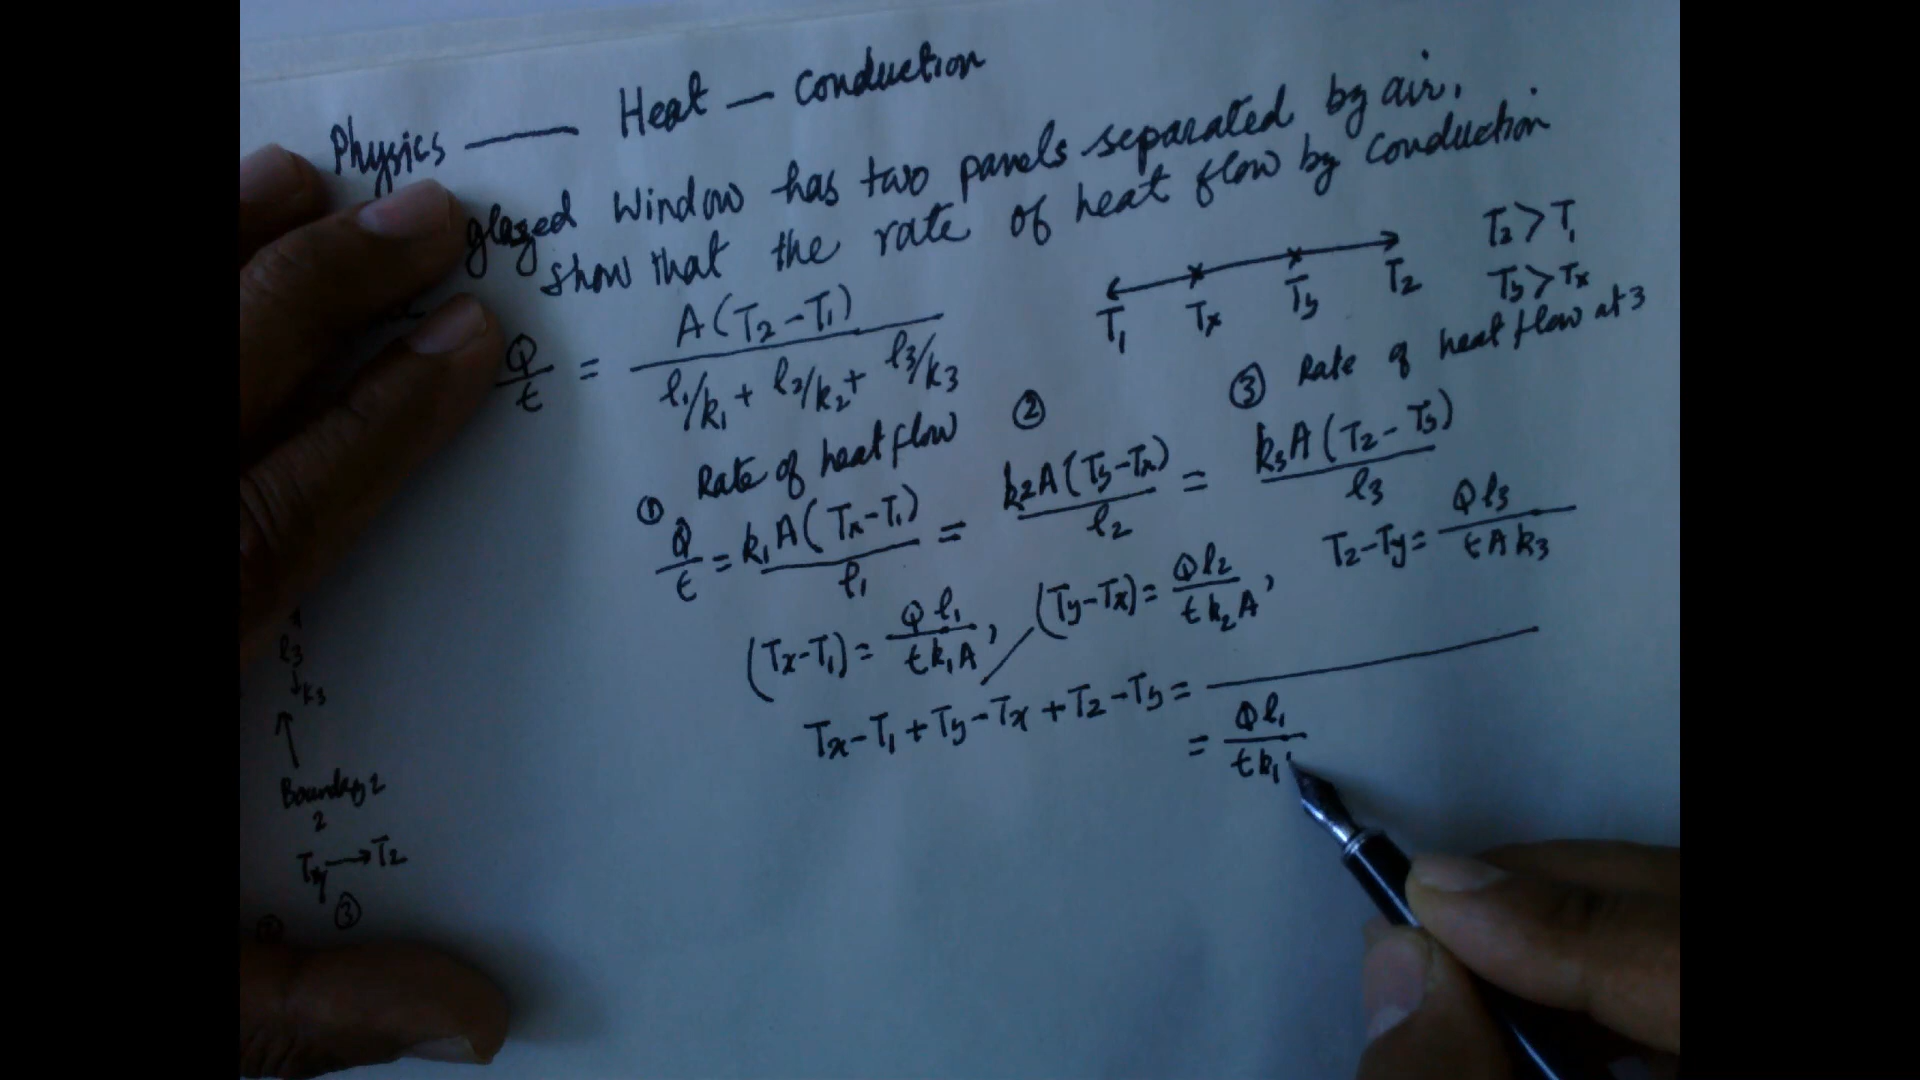 Physics — Heat — Conduction
glazed Window has two panels separated by air.
show that the rate of heat flow by conduction
Q/t = A(T₂-T₁) / l₁/k₁ + l₂/k₂ + l₃/k₃
T₁ Tx Ty T₂
T₂ > T₁
Ty > Tx
① Rate of heat flow
②
③ Rate of heat flow at 3
Q/t = k₁A(Tx-T₁)/l₁ = k₂A(Ty-Tx)/l₂ = k₃A(T₂-Ty)/l₃
(Tx-T₁) = Ql₁/tk₁A, (Ty-Tx) = Ql₂/tk₂A, T₂-Ty = Ql₃/tAk₃
Tx-T₁+Ty-Tx+T₂-Ty =
= Ql₁/tk₁
l₃
k₃
Boundary 2
2
→T₂
③